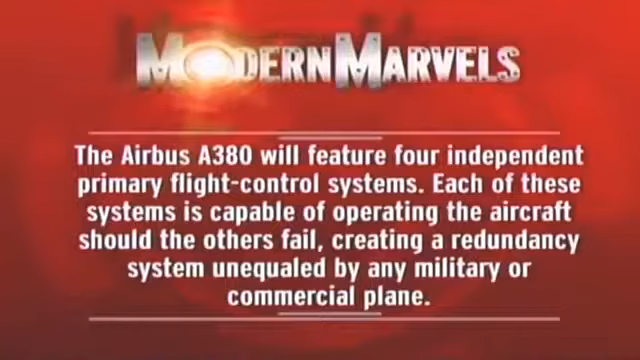 MODERN MARVELS
The Airbus A380 will feature four independent
primary flight-control systems. Each of these
systems is capable of operating the aircraft
should the others fail, creating a redundancy
system unequaled by any military or
commercial plane.